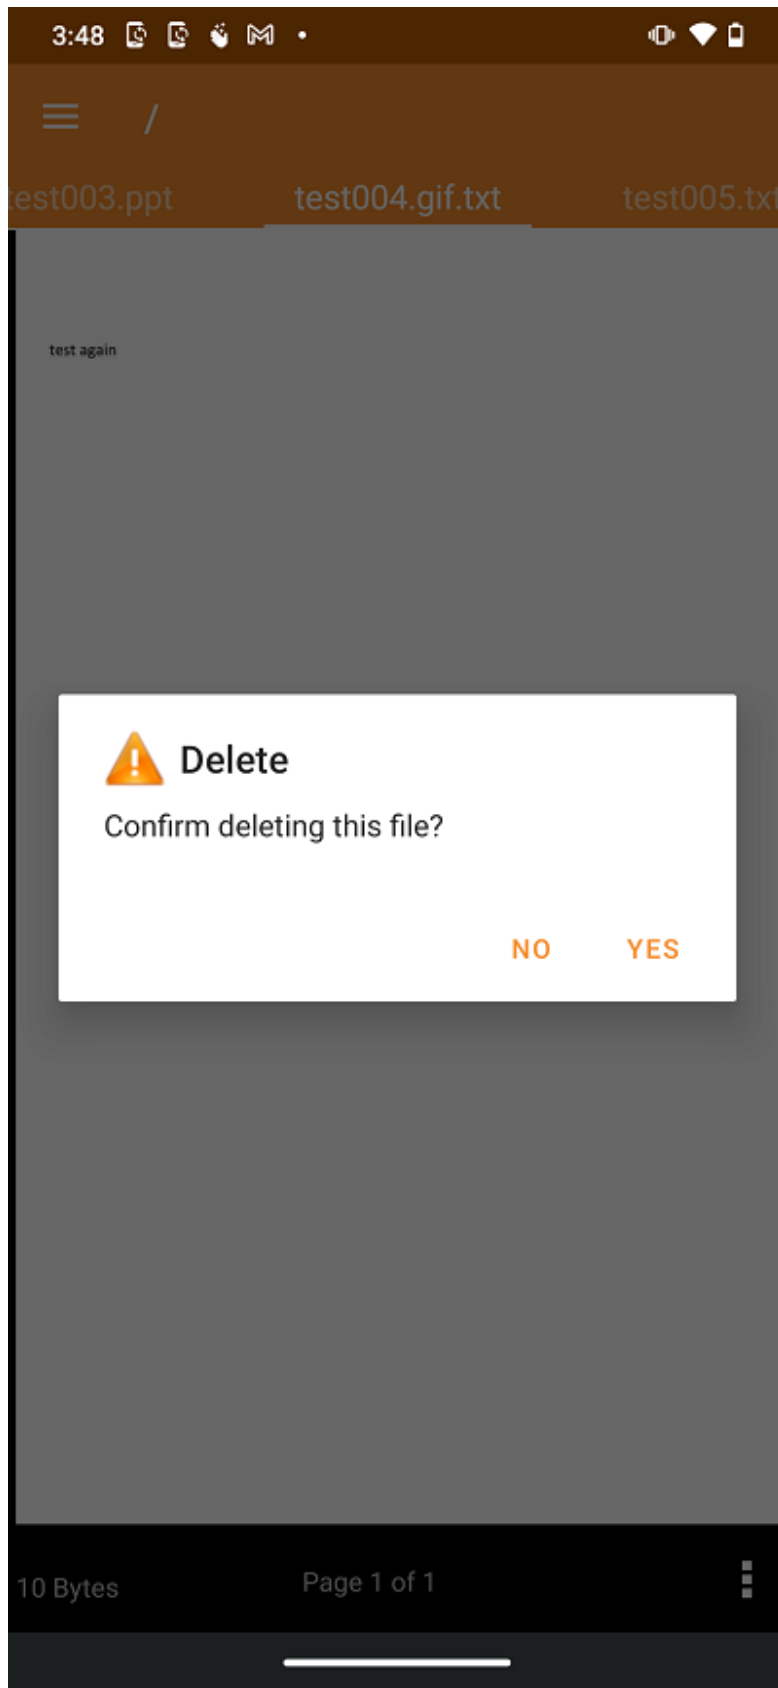 3:48
/
test003.ppt test004.gif.txt test005.txt
test again
Delete
Confirm deleting this file?
NO YES
10 Bytes Page 1 of 1